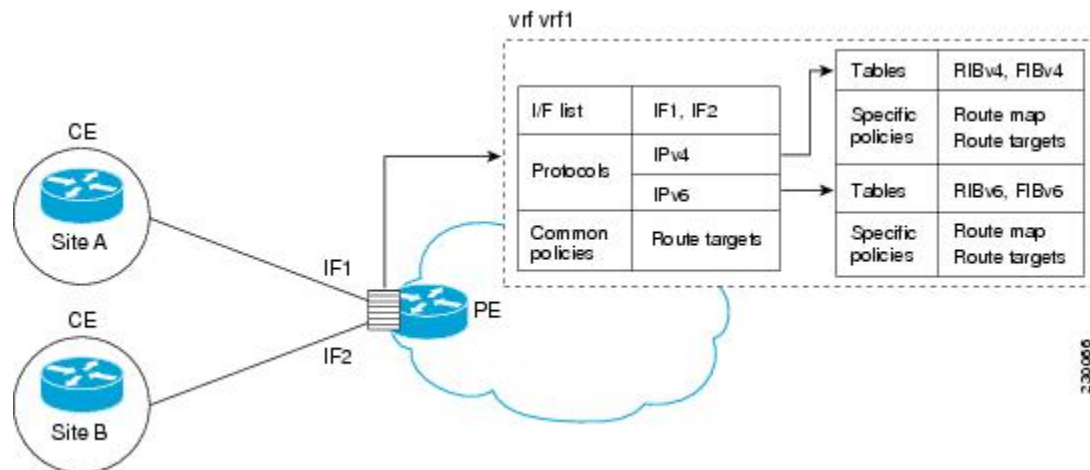 vrf vrf1
I/F list IF1, IF2
Protocols
IPv4
IPv6
Common
policies
Route targets
Tables RIBv4, FIBv4
Specific
policies
Route map
Route targets
Tables RIBv6, FIBv6
Specific
policies
Route map
Route targets
CE
Site A
IF1
PE
CE
IF2
Site B
230066